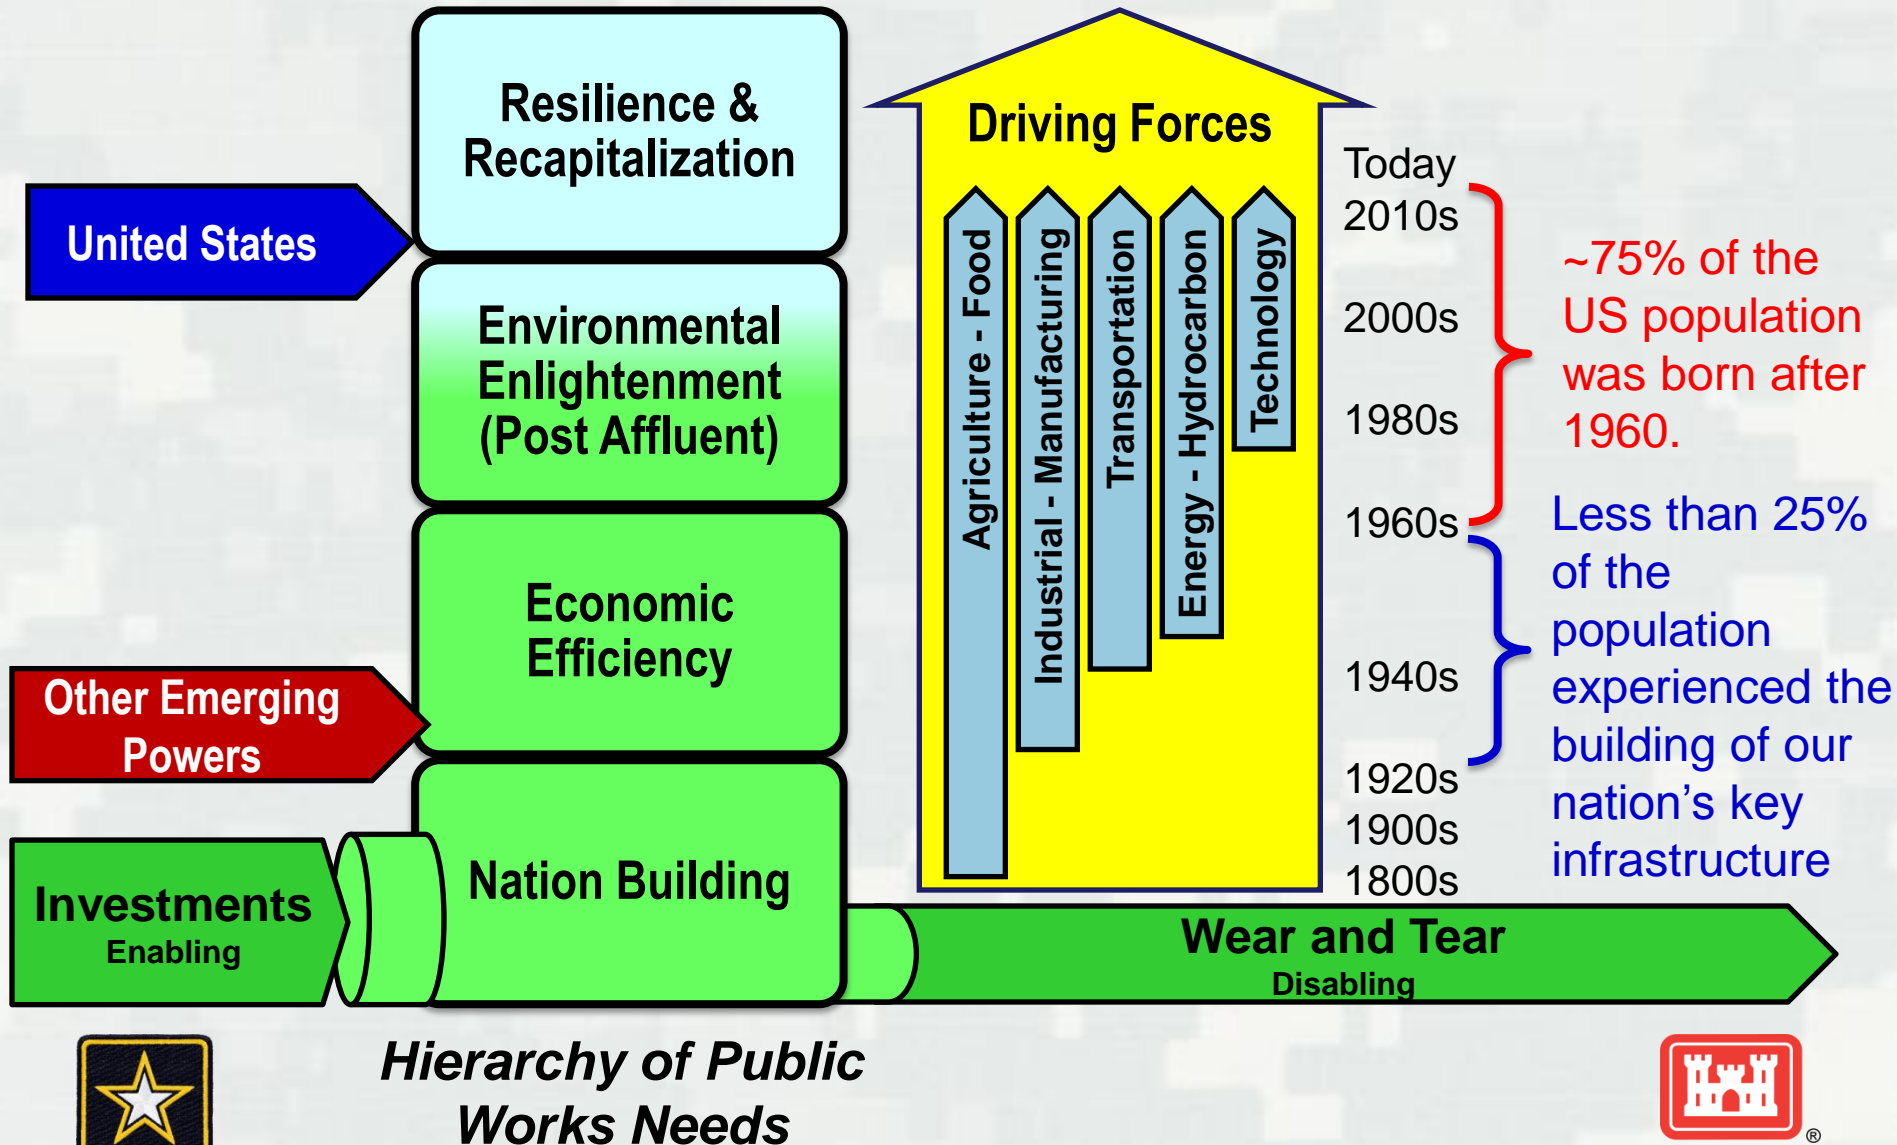 Resilience &
Recapitalization
United States
Environmental
Enlightenment
(Post Affluent)
Economic
Efficiency
Other Emerging
Powers
Nation Building
Investments
Enabling
Driving Forces
Agriculture - Food
Industrial - Manufacturing
Transportation
Energy - Hydrocarbon
Technology
Today
2010s
2000s
1980s
1960s
1940s
1920s
1900s
1800s
~75% of the
US population
was born after
1960.
Less than 25%
of the
population
experienced the
building of our
nation’s key
infrastructure
Wear and Tear
Disabling
Hierarchy of Public
Works Needs
®